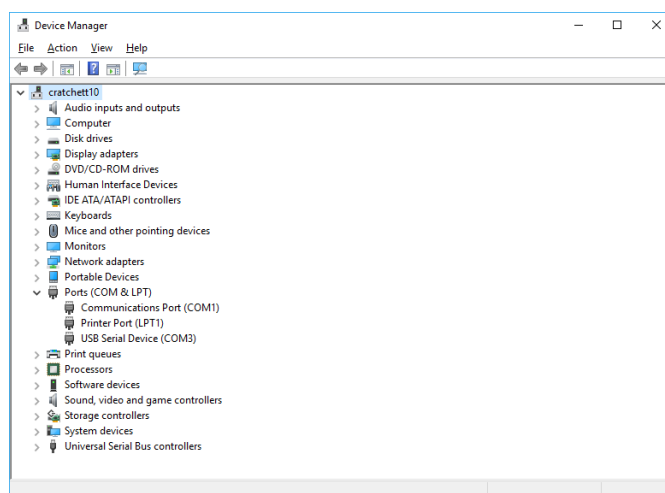 Device Manager
File Action View Help
cratchett10
Audio inputs and outputs
Computer
Disk drives
Display adapters
DVD/CD-ROM drives
Human Interface Devices
IDE ATA/ATAPI controllers
Keyboards
Mice and other pointing devices
Monitors
Network adapters
Portable Devices
Ports (COM & LPT)
Communications Port (COM1)
Printer Port (LPT1)
USB Serial Device (COM3)
Print queues
Processors
Software devices
Sound, video and game controllers
Storage controllers
System devices
Universal Serial Bus controllers